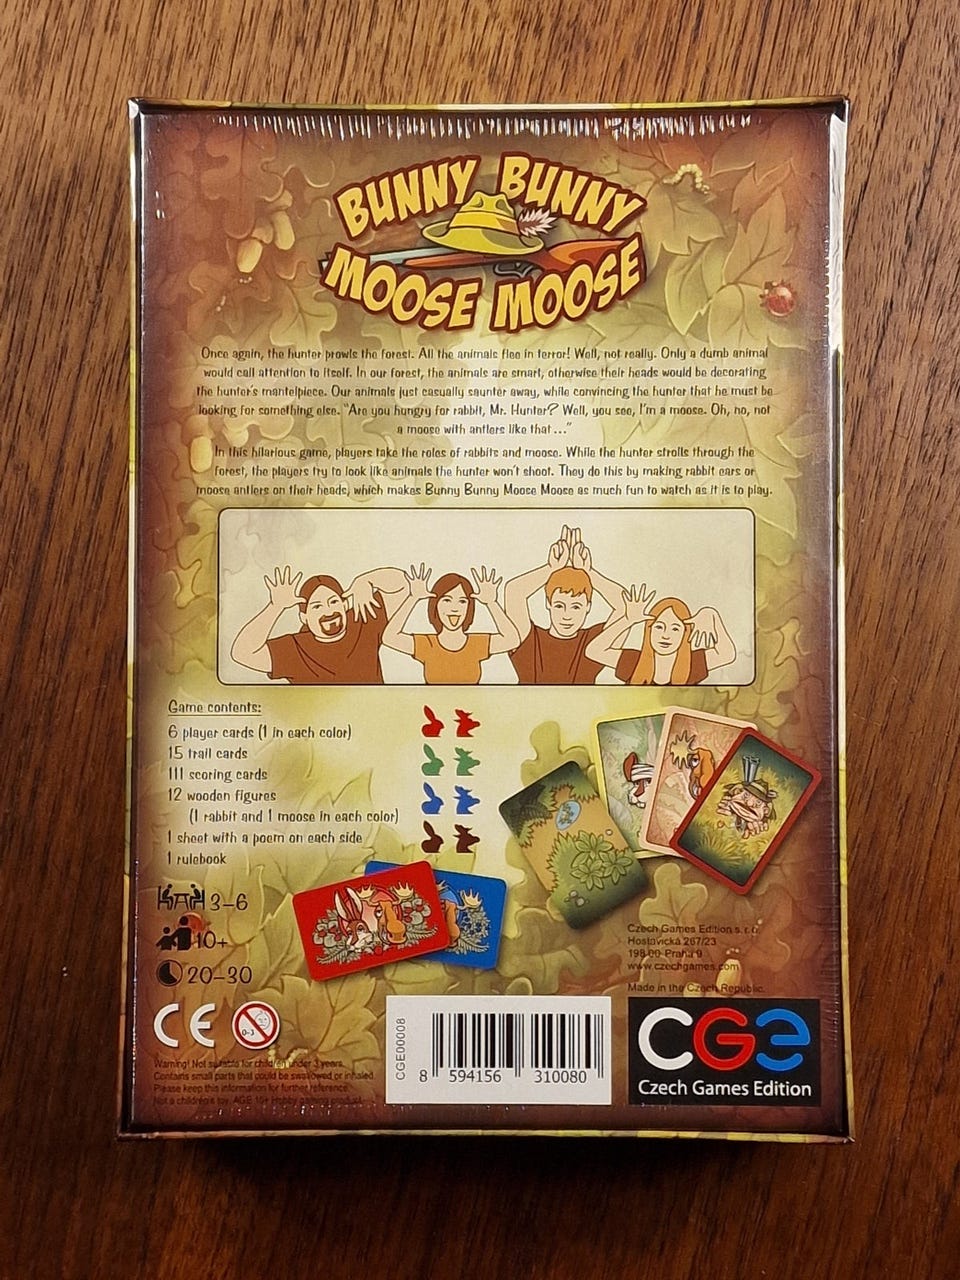 BUNNY BUNNY
MOOSE MOOSE
Once again, the hunter prowls the forest. All the animals flee in terror! Well, not really. Only a dumb animal
would call attention to itself. In our forest, the animals are smart, otherwise their heads would be decorating
the hunter's mantelpiece. Our animals just casually saunter away, while convincing the hunter that he must be
looking for something else. "Are you hungry for rabbit, Mr. Hunter? Well, you see, I'm a moose. Oh, no, not
a moose with antlers like that ..."
In this hilarious game, players take the roles of rabbits and moose. While the hunter strolls through the
forest, the players try to look like animals the hunter won't shoot. They do this by making rabbit ears or
moose antlers on their heads, which makes Bunny Bunny Moose Moose as much fun to watch as it is to play.
Game contents:
6 player cards (1 in each color)
15 trail cards
111 scoring cards
12 wooden figures
(1 rabbit and 1 moose in each color)
1 sheet with a poem on each side
1 rulebook
3–6
10+
20–30
Czech Games Edition s. r. o.
Hostavická 267/23
198 00 Praha 9
www.czechgames.com
Made in the Czech Republic.
CE
0-3
Warning! Not suitable for children under 3 years.
Contains small parts that could be swallowed or inhaled.
Please keep this information for further reference.
Not a children's toy. AGE 10+ Hobby gaming product.
CGE00008
8 594156 310080
CGE
Czech Games Edition